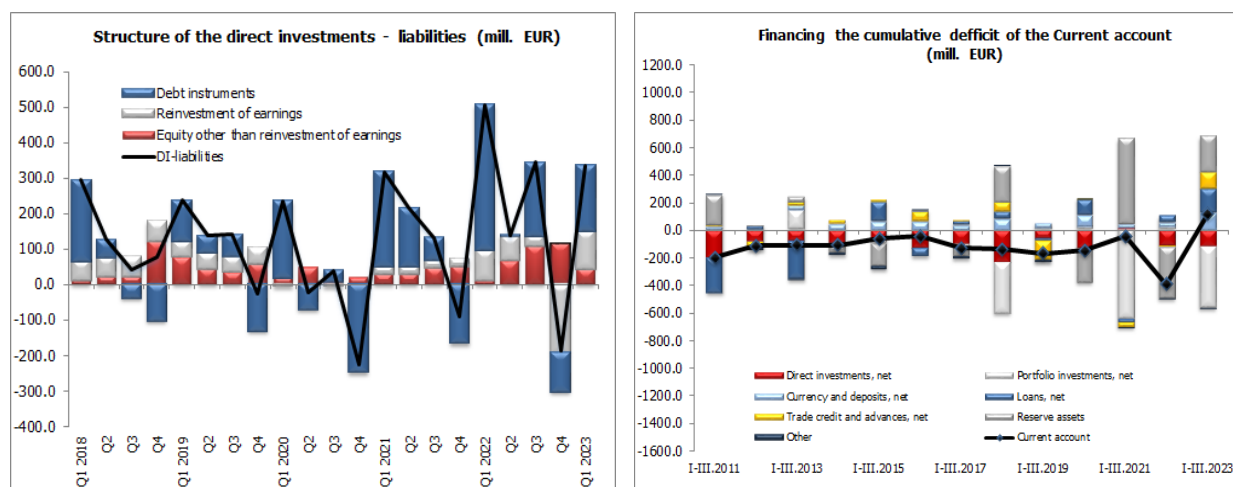 Structure of the direct investments - liabilities (mill. EUR)
600.0
500.0
400.0
300.0
200.0
100.0
0.0
-100.0
-200.0
-300.0
-400.0
Debt instruments
Reinvestment of earnings
Equity other than reinvestment of earnings
DI-liabilities
Q1 2018
Q2
Q3
Q4
Q1 2019
Q2
Q3
Q4
Q1 2020
Q2
Q3
Q4
Q1 2021
Q2
Q3
Q4
Q1 2022
Q2
Q3
Q4
Q1 2023
Financing the cumulative defficit of the Current account
(mill. EUR)
1200.0
1000.0
800.0
600.0
400.0
200.0
0.0
-200.0
-400.0
-600.0
-800.0
-1000.0
-1200.0
-1400.0
-1600.0
Direct investments, net
Portfolio investments, net
Currency and deposits, net
Loans, net
Trade credit and advances, net
Reserve assets
Other
Current account
I-III.2011
I-III.2013
I-III.2015
I-III.2017
I-III.2019
I-III.2021
I-III.2023